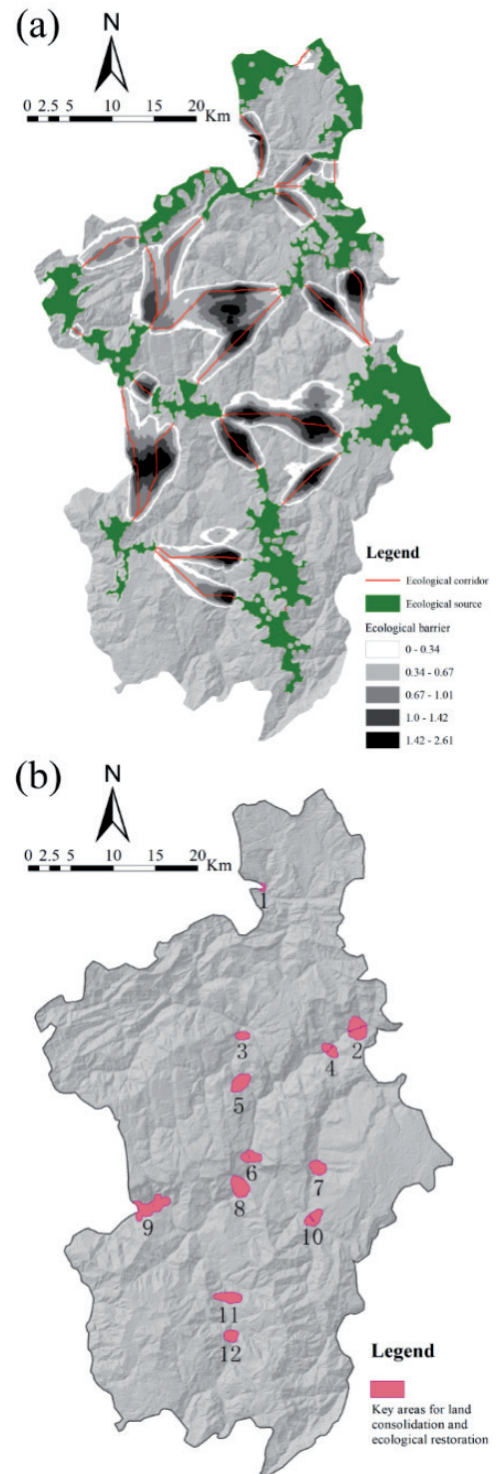 (a)
N
0 2.5 5 10 15 20 Km
Legend
Ecological corridor
Ecological source
Ecological barrier
0 - 0.34
0.34 - 0.67
0.67 - 1.01
1.0 - 1.42
1.42 - 2.61
(b)
N
0 2.5 5 10 15 20 Km
1
2
3
4
5
6
7
8
9
10
11
12
Legend
Key areas for land
consolidation and
ecological restoration